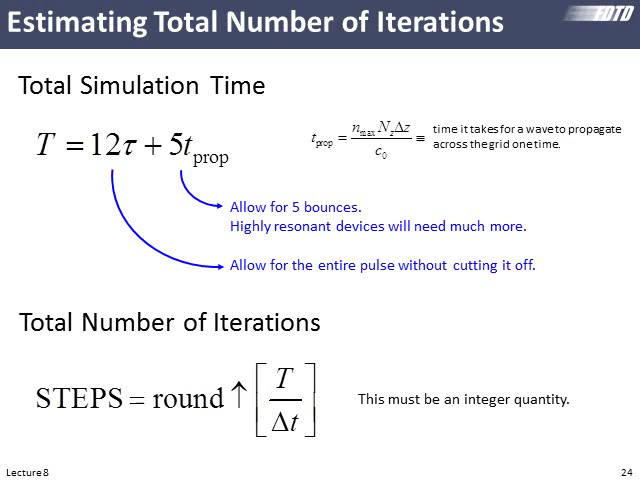 Estimating Total Number of Iterations
FDTD
Total Simulation Time
T = 12τ + 5t_prop
t_prop = n_max N_z Δz / c_0 ≡ time it takes for a wave to propagate
across the grid one time.
Allow for 5 bounces.
Highly resonant devices will need much more.
Allow for the entire pulse without cutting it off.
Total Number of Iterations
STEPS = round ↑ [ T / Δt ]
This must be an integer quantity.
Lecture 8
24